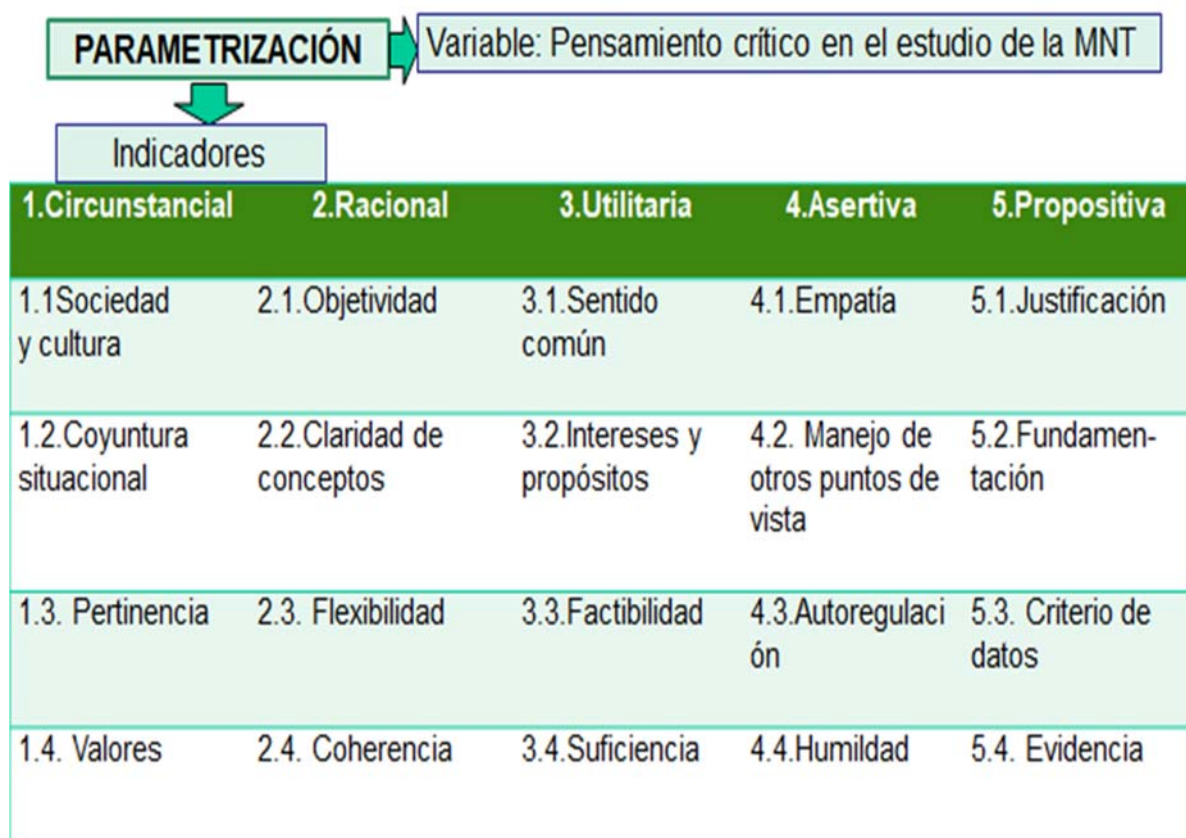 PARAMETRIZACIÓN
Variable: Pensamiento crítico en el estudio de la MNT
Indicadores
1.Circunstancial 2.Racional 3.Utilitaria 4.Asertiva 5.Propositiva
1.1Sociedad 2.1.Objetividad 3.1.Sentido 4.1.Empatía 5.1.Justificación
y cultura común
1.2.Coyuntura 2.2.Claridad de 3.2.Intereses y 4.2. Manejo de 5.2.Fundamen-
situacional conceptos propósitos otros puntos de tación
vista
1.3. Pertinencia 2.3. Flexibilidad 3.3.Factibilidad 4.3.Autoregulaci 5.3. Criterio de
ón datos
1.4. Valores 2.4. Coherencia 3.4.Suficiencia 4.4.Humildad 5.4. Evidencia